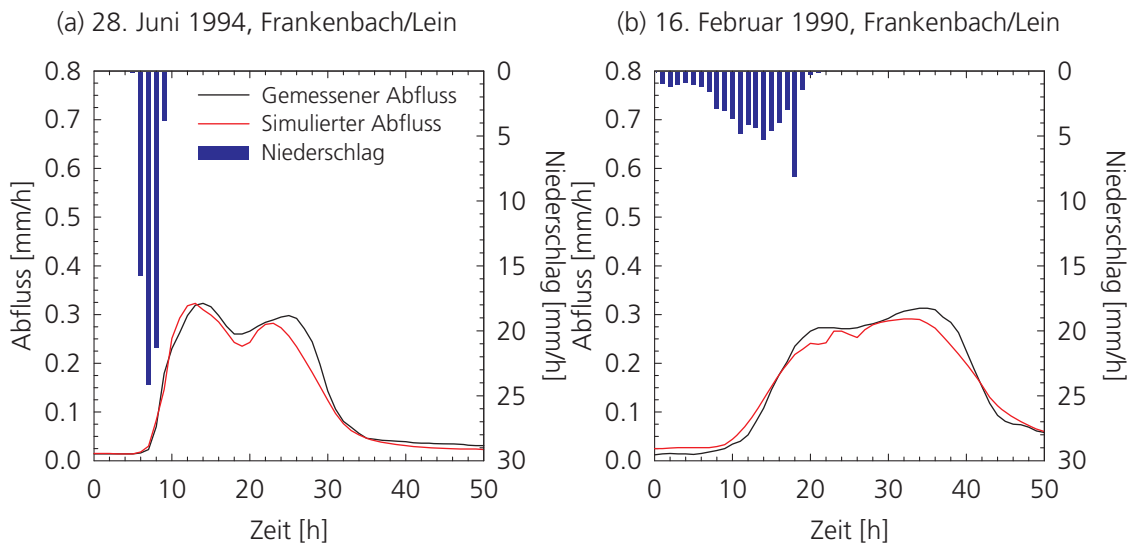 (a) 28. Juni 1994, Frankenbach/Lein
0.8
0.7
0.6
0.5
0.4
0.3
0.2
0.1
0.0
Abfluss [mm/h]
Gemessener Abfluss
Simulierter Abfluss
Niederschlag
0
5
10
15
20
25
30
Niederschlag [mm/h]
0 10 20 30 40 50
Zeit [h]
(b) 16. Februar 1990, Frankenbach/Lein
0.8
0.7
0.6
0.5
0.4
0.3
0.2
0.1
0.0
Abfluss [mm/h]
0
5
10
15
20
25
30
Niederschlag [mm/h]
0 10 20 30 40 50
Zeit [h]